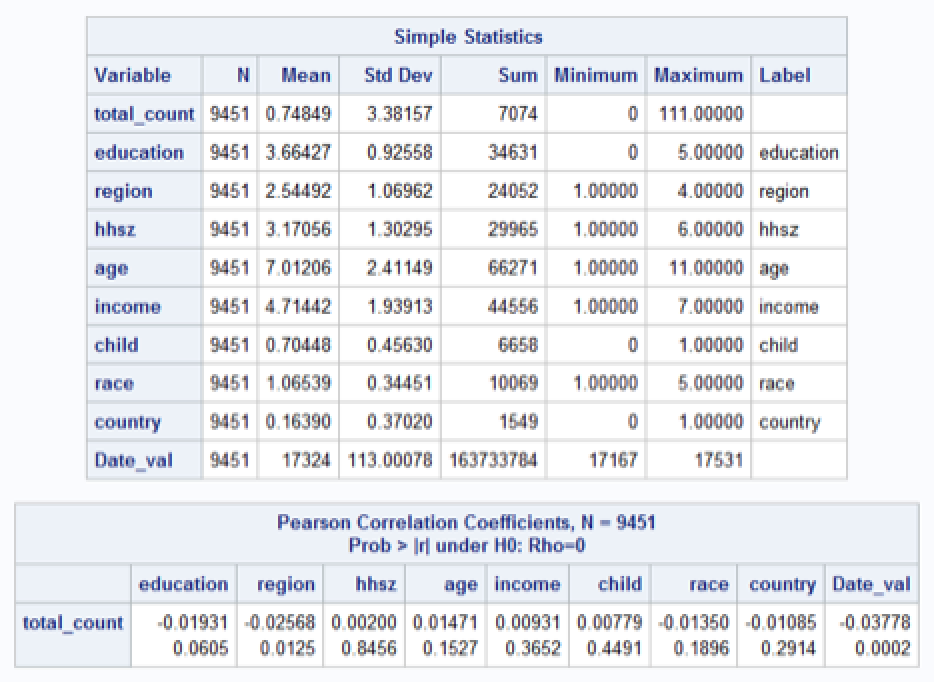 Simple Statistics
Variable N Mean Std Dev Sum Minimum Maximum Label
total_count 9451 0.74849 3.38157 7074 0 111.00000
education 9451 3.66427 0.92558 34631 0 5.00000 education
region 9451 2.54492 1.06962 24052 1.00000 4.00000 region
hhsz 9451 3.17056 1.30295 29965 1.00000 6.00000 hhsz
age 9451 7.01206 2.41149 66271 1.00000 11.00000 age
income 9451 4.71442 1.93913 44556 1.00000 7.00000 income
child 9451 0.70448 0.45630 6658 0 1.00000 child
race 9451 1.06539 0.34451 10069 1.00000 5.00000 race
country 9451 0.16390 0.37020 1549 0 1.00000 country
Date_val 9451 17324 113.00078 163733784 17167 17531
Pearson Correlation Coefficients, N = 9451
Prob > |r| under H0: Rho=0
education region hhsz age income child race country Date_val
total_count -0.01931 -0.02568 0.00200 0.01471 0.00931 0.00779 -0.01350 -0.01085 -0.03778
0.0605 0.0125 0.8456 0.1527 0.3652 0.4491 0.1896 0.2914 0.0002